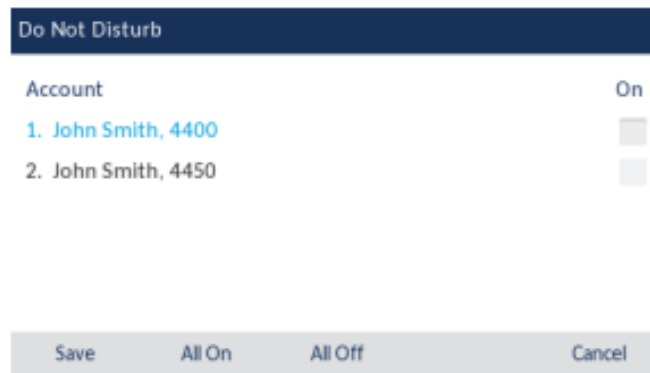 Do Not Disturb
Account On
1. John Smith, 4400
2. John Smith, 4450
Save All On All Off Cancel